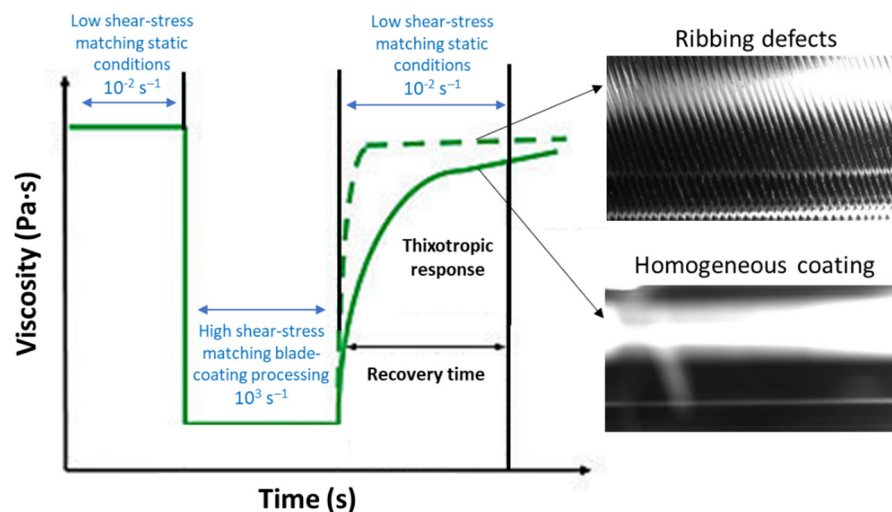 Low shear-stress
matching static
conditions
10⁻² s⁻¹
Low shear-stress
matching static
conditions
10⁻² s⁻¹
Ribbing defects
Thixotropic
response
Homogeneous coating
High shear-stress
matching blade-
coating processing
10³ s⁻¹
Recovery time
Viscosity (Pa·s)
Time (s)